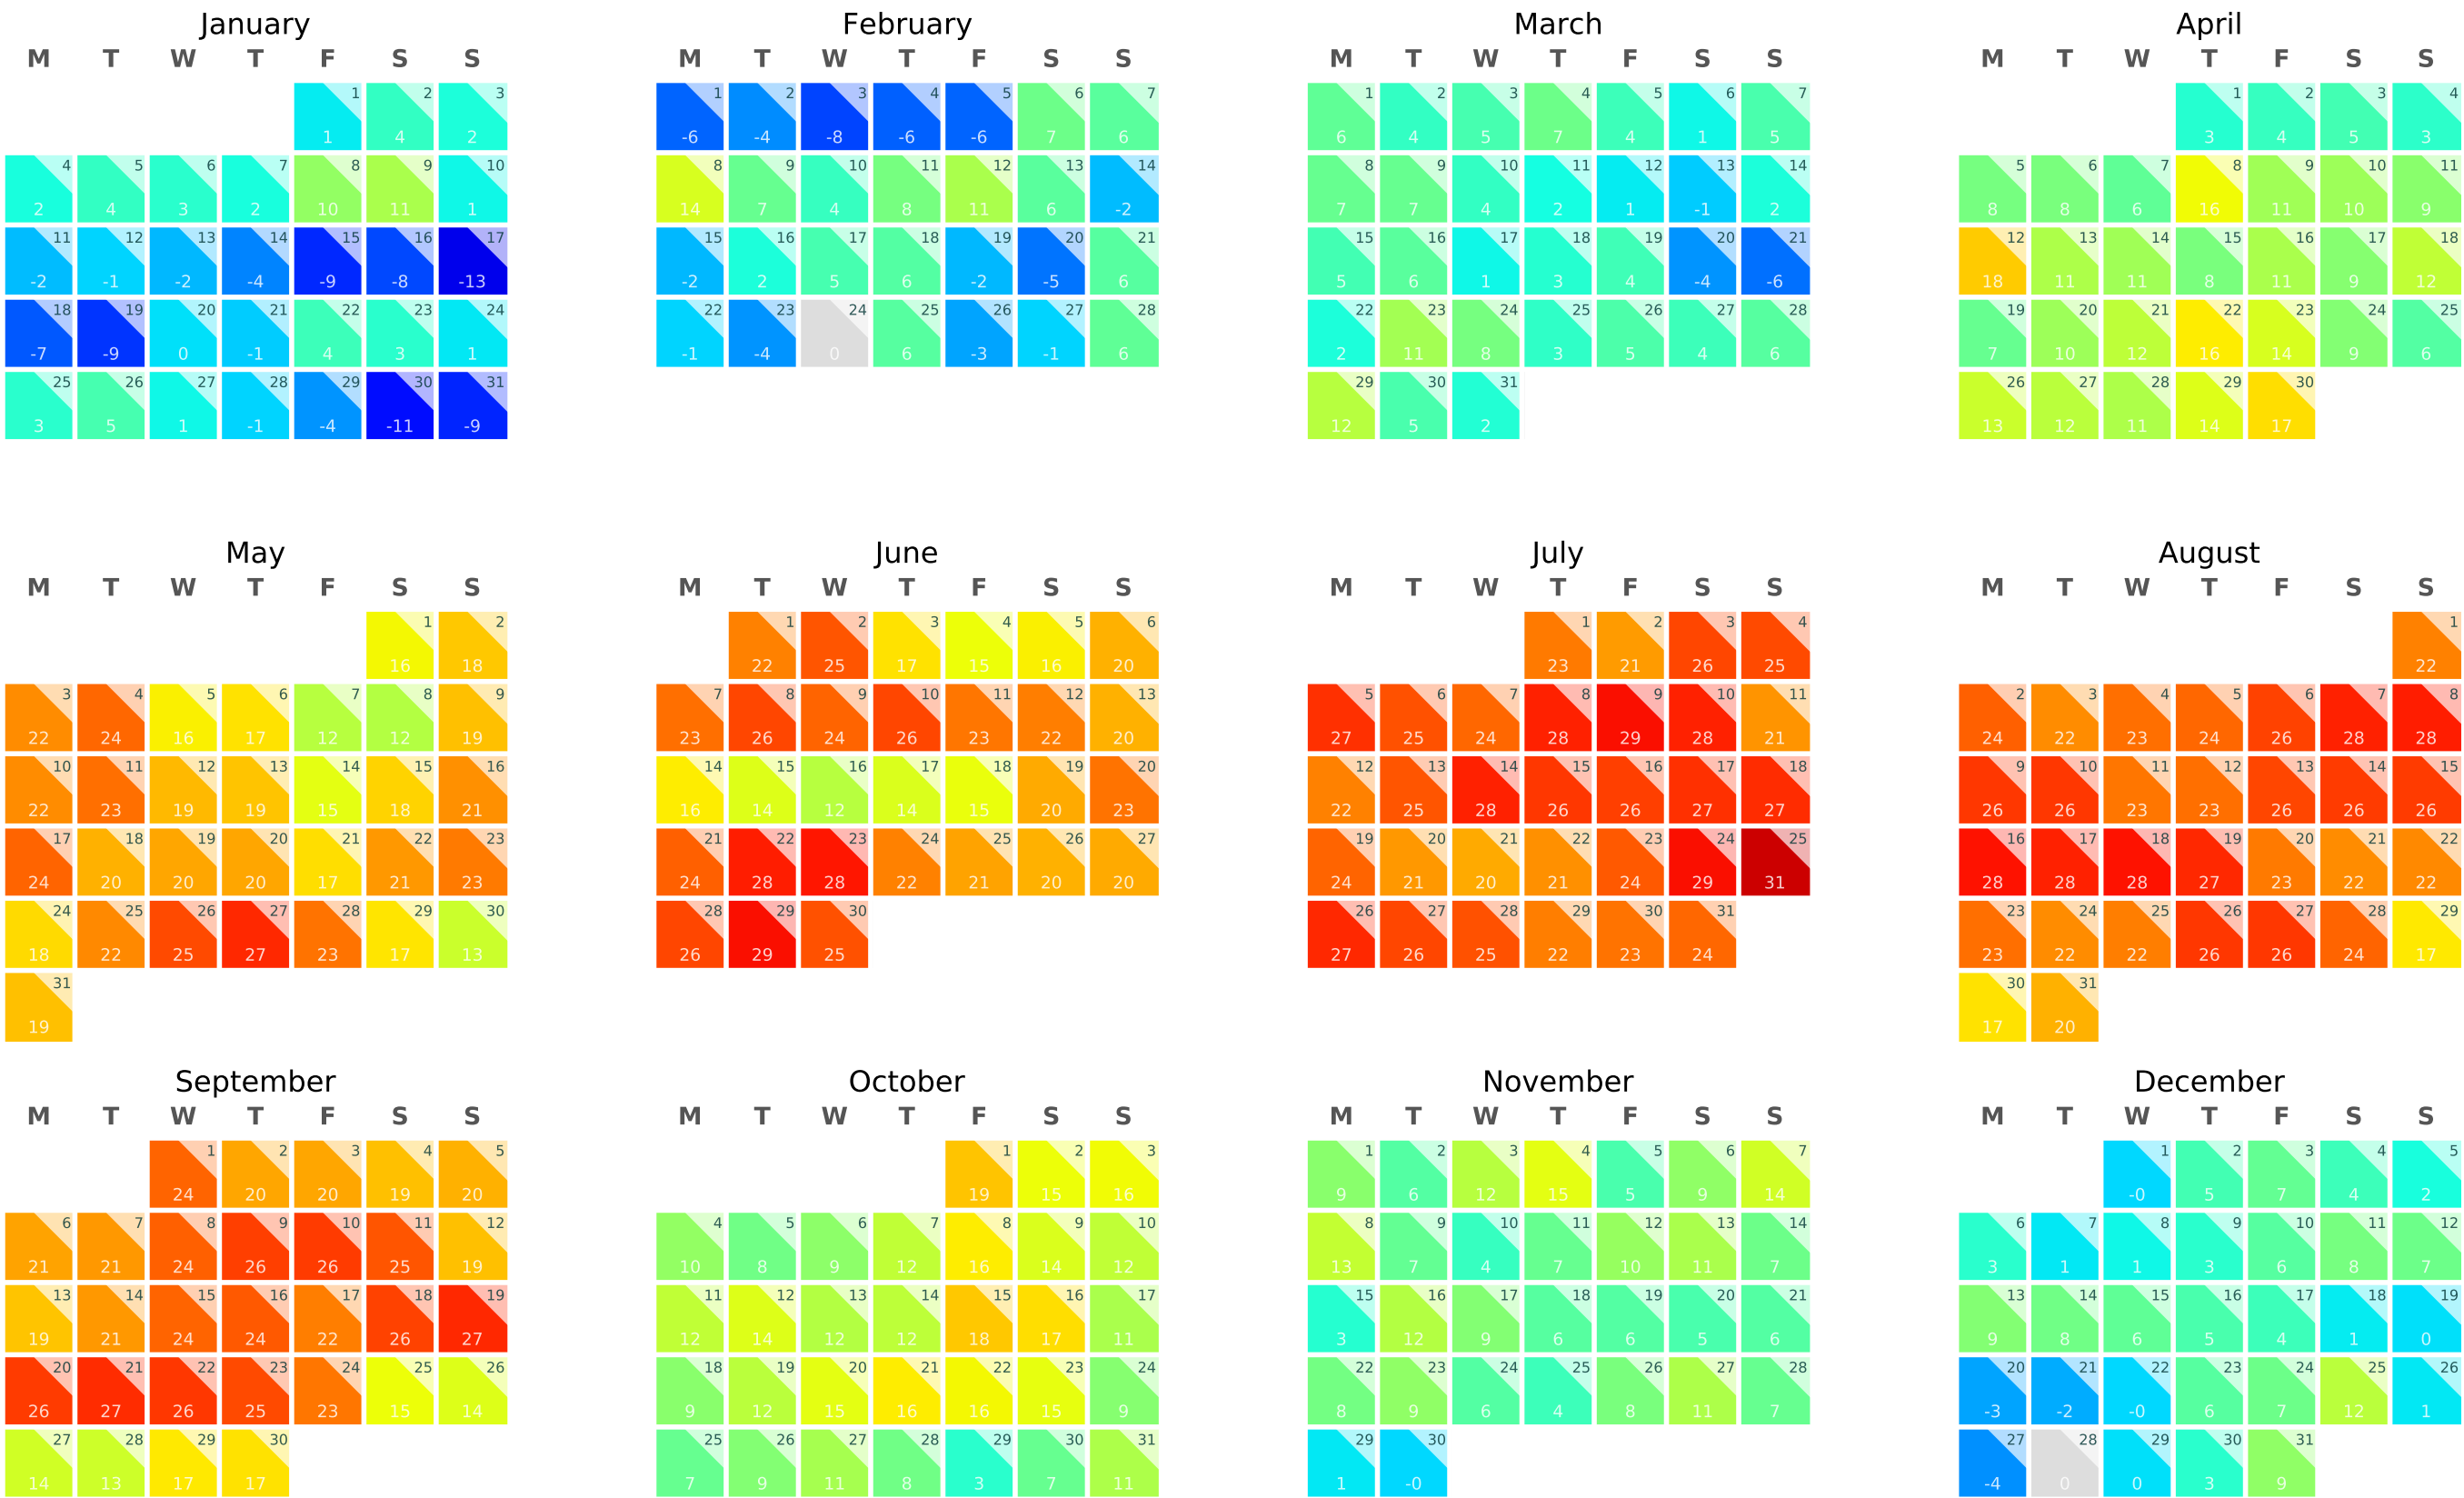 January February March April
M T W T F S S M T W T F S S M T W T F S S M T W T F S S
1 2 3 1 2 3 4 5 6 7 1 2 3 4 5 6 7 1 2 3 4
1 4 2 -6 -4 -8 -6 -6 7 6 6 4 5 7 4 1 5 3 4 5 3
4 5 6 7 8 9 10 8 9 10 11 12 13 14 8 9 10 11 12 13 14 5 6 7 8 9 10 11
2 4 3 2 10 11 1 14 7 4 8 11 6 -2 7 7 4 2 1 -1 2 8 8 6 16 11 10 9
11 12 13 14 15 16 17 15 16 17 18 19 20 21 15 16 17 18 19 20 21 12 13 14 15 16 17 18
-2 -1 -2 -4 -9 -8 -13 -2 2 5 6 -2 -5 6 5 6 1 3 4 -4 -6 18 11 11 8 11 9 12
18 19 20 21 22 23 24 22 23 24 25 26 27 28 22 23 24 25 26 27 28 19 20 21 22 23 24 25
-7 -9 0 -1 4 3 1 -1 -4 0 6 -3 -1 6 2 11 8 3 5 4 6 7 10 12 16 14 9 6
25 26 27 28 29 30 31 29 30 31 26 27 28 29 30
3 5 1 -1 -4 -11 -9 12 5 2 13 12 11 14 17
May June July August
M T W T F S S M T W T F S S M T W T F S S M T W T F S S
1 2 1 2 3 4 5 6 1 2 3 4 1
16 18 22 25 17 15 16 20 23 21 26 25 22
3 4 5 6 7 8 9 7 8 9 10 11 12 13 5 6 7 8 9 10 11 2 3 4 5 6 7 8
22 24 16 17 12 12 19 23 26 24 26 23 22 20 27 25 24 28 29 28 21 24 22 23 24 26 28 28
10 11 12 13 14 15 16 14 15 16 17 18 19 20 12 13 14 15 16 17 18 9 10 11 12 13 14 15
22 23 19 19 15 18 21 16 14 12 14 15 20 23 22 25 28 26 26 27 27 26 26 23 23 26 26 26
17 18 19 20 21 22 23 21 22 23 24 25 26 27 19 20 21 22 23 24 25 16 17 18 19 20 21 22
24 20 20 20 17 21 23 24 28 28 22 21 20 20 24 21 20 21 24 29 31 28 28 28 27 23 22 22
24 25 26 27 28 29 30 28 29 30 26 27 28 29 30 31 23 24 25 26 27 28 29
18 22 25 27 23 17 13 26 29 25 27 26 25 22 23 24 23 22 22 26 26 24 17
31 30 31
19 17 20
September October November December
M T W T F S S M T W T F S S M T W T F S S M T W T F S S
1 2 3 4 5 1 2 3 1 2 3 4 5 6 7 1 2 3 4 5
24 20 20 19 20 19 15 16 9 6 12 15 5 9 14 -0 5 7 4 2
6 7 8 9 10 11 12 4 5 6 7 8 9 10 8 9 10 11 12 13 14 6 7 8 9 10 11 12
21 21 24 26 26 25 19 10 8 9 12 16 14 12 13 7 4 7 10 11 7 3 1 1 3 6 8 7
13 14 15 16 17 18 19 11 12 13 14 15 16 17 15 16 17 18 19 20 21 13 14 15 16 17 18 19
19 21 24 24 22 26 27 12 14 12 12 18 17 11 3 12 9 6 6 5 6 9 8 6 5 4 1 0
20 21 22 23 24 25 26 18 19 20 21 22 23 24 22 23 24 25 26 27 28 20 21 22 23 24 25 26
26 27 26 25 23 15 14 9 12 15 16 16 15 9 8 9 6 4 8 11 7 -3 -2 -0 6 7 12 1
27 28 29 30 25 26 27 28 29 30 31 29 30 27 28 29 30 31
14 13 17 17 7 9 11 8 3 7 11 1 -0 -4 0 0 3 9